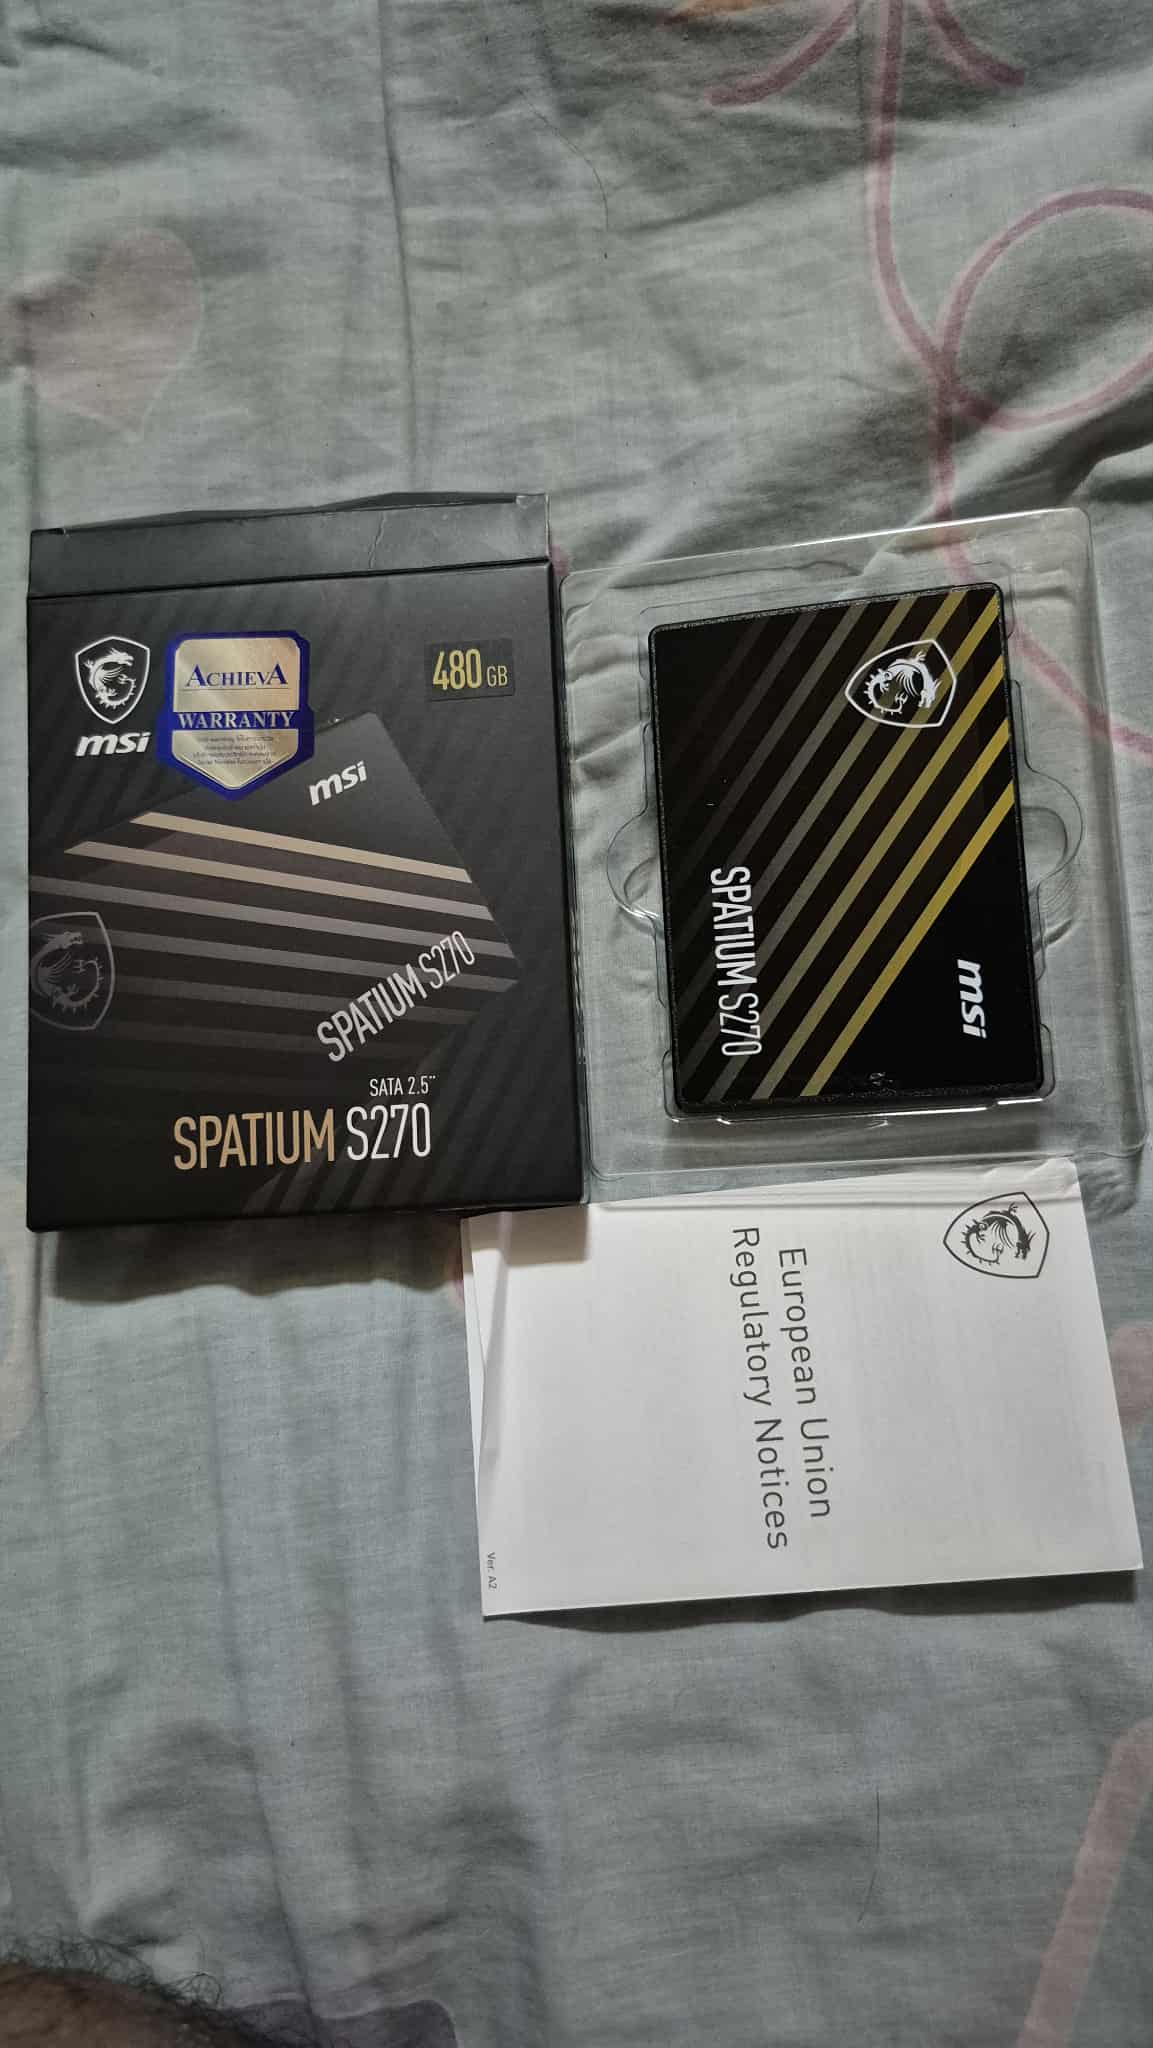 msi
ACHIEVA
WARRANTY
480 GB
msi
SPATIUM S270
SATA 2.5"
SPATIUM S270
SPATIUM S270
msi
European Union
Regulatory Notices
Ver. A2